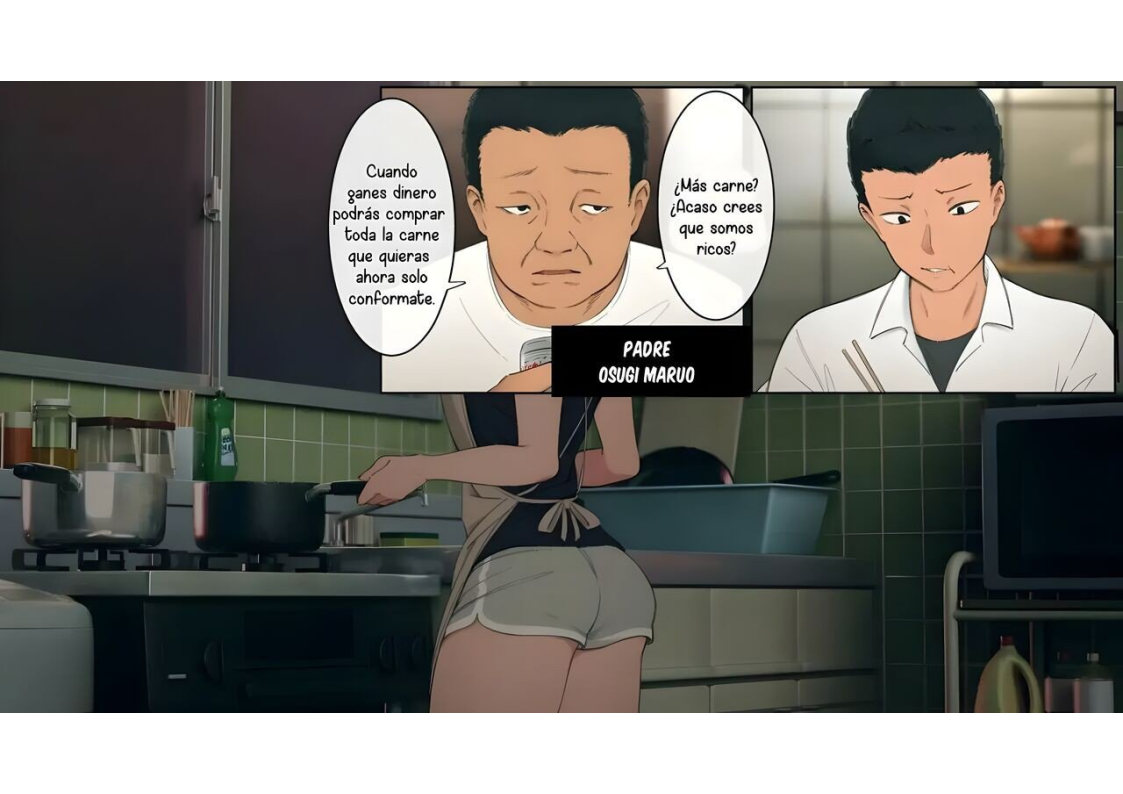 ¿Más carne?
¿Acaso crees
que somos
ricos?
Cuando
ganes dinero
podrás comprar
toda la carne
que quieras
ahora solo
conformate.
PADRE
OSUGI MARUO